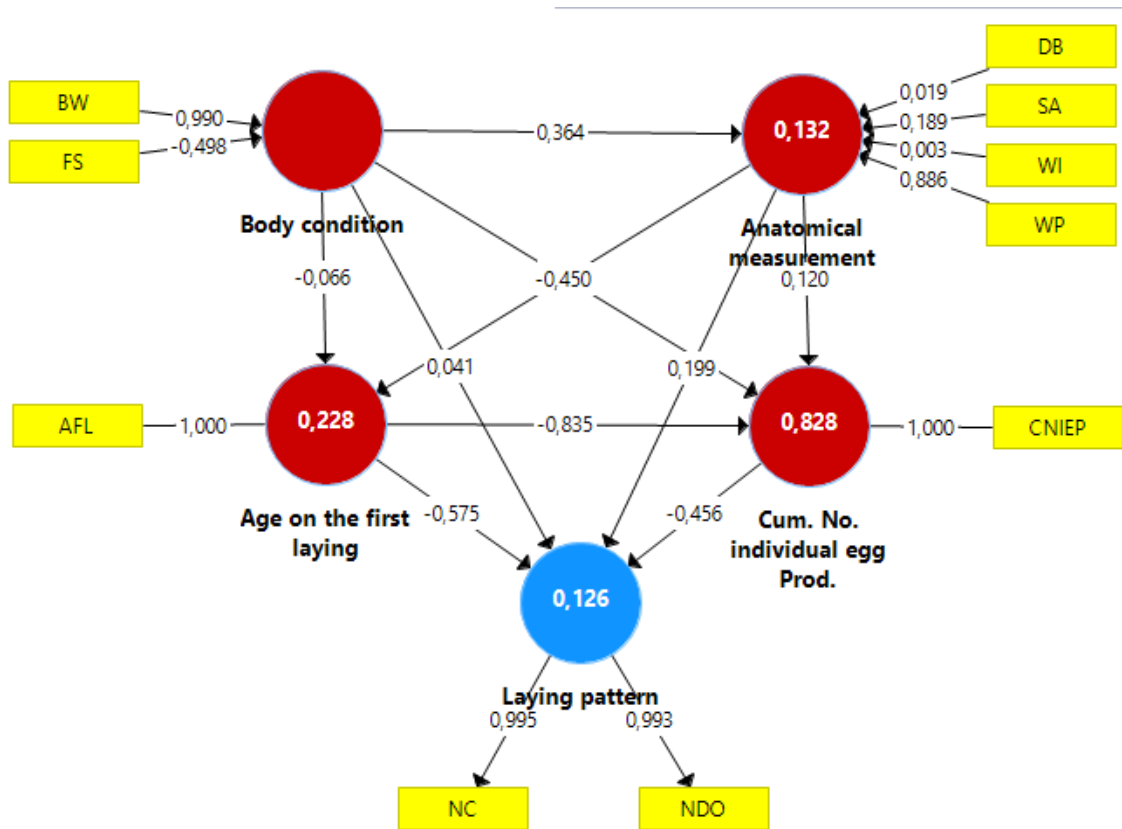 DB
BW
0,990
0,019
SA
0,189
0,364
0,132
FS
-0,498
0,003
WI
0,886
WP
Body condition
Anatomical
measurement
-0,066
-0,450
0,120
0,041
0,199
AFL
1,000
0,228
-0,835
0,828
1,000
CNIEP
Age on the first
laying
-0,575
-0,456
Cum. No.
individual egg
Prod.
0,126
Laying pattern
0,995
0,993
NC
NDO